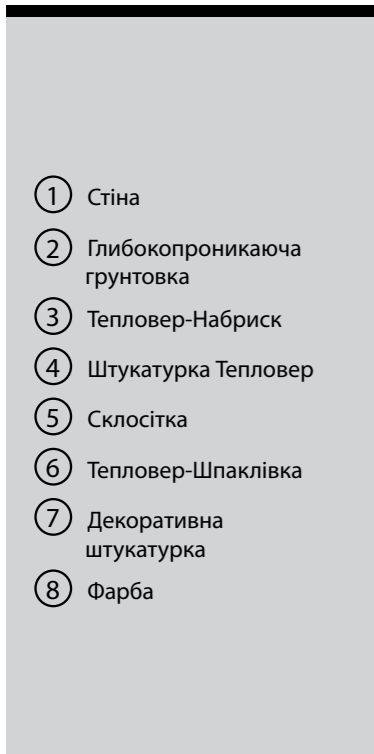 1 Стіна
2 Глибокопроникаюча
грунтовка
3 Тепловер-Набриск
4 Штукатурка Тепловер
5 Склосітка
6 Тепловер-Шпаклівка
7 Декоративна
штукатурка
8 Фарба